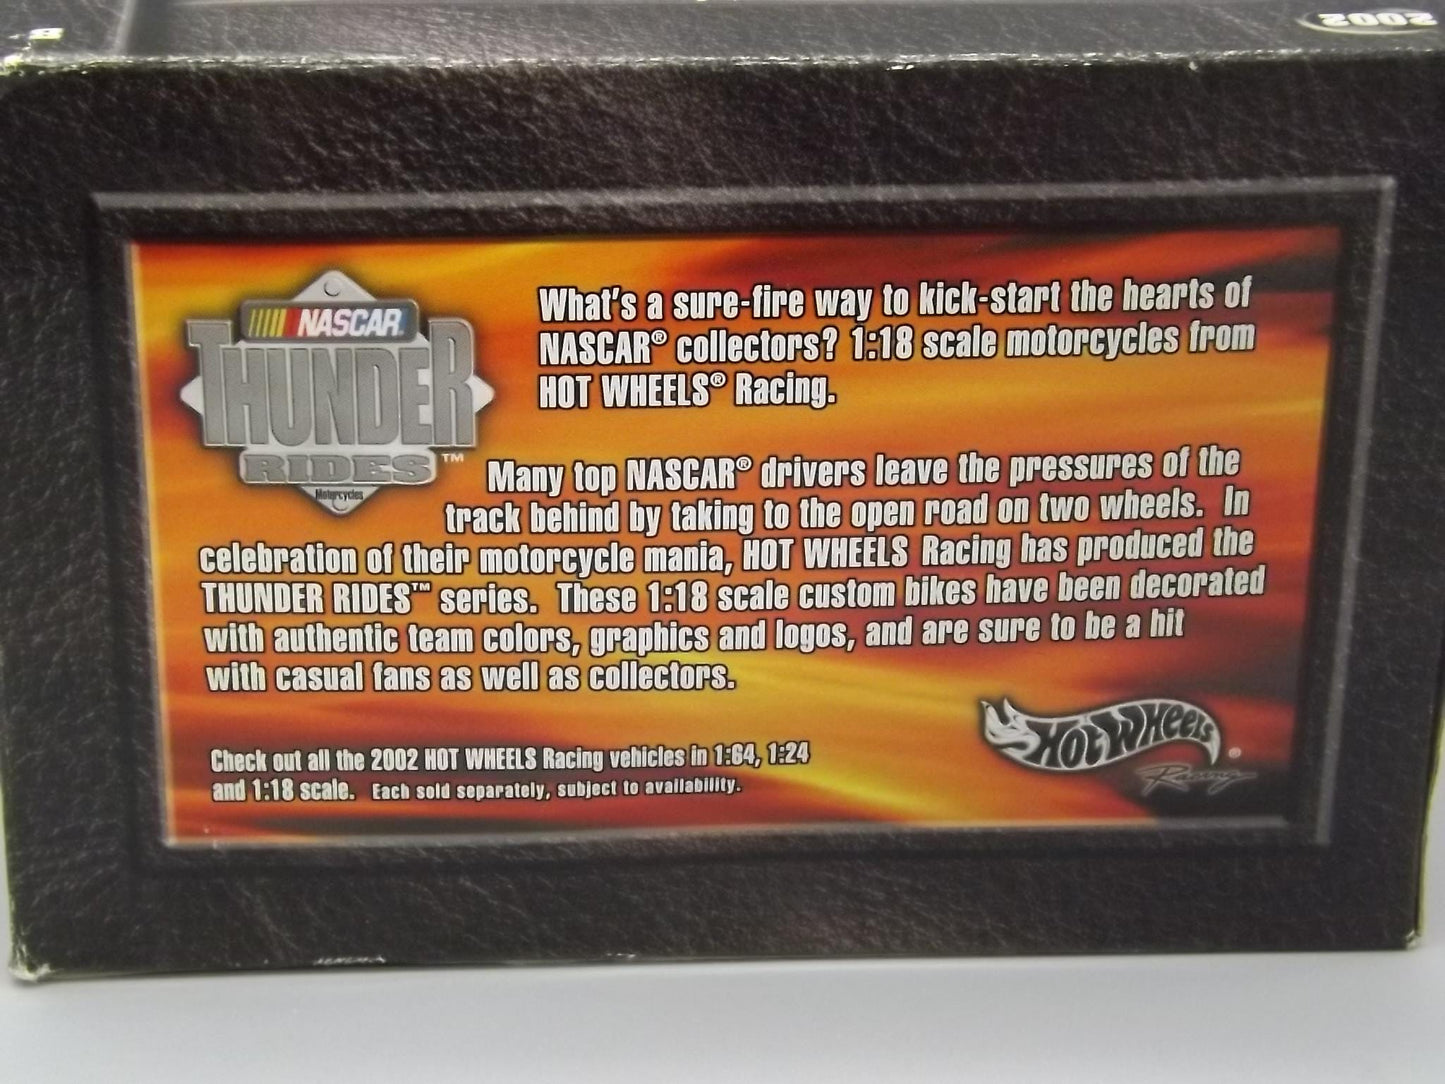 2002
NASCAR
THUNDER
RIDES™
Motorcycles
What's a sure-fire way to kick-start the hearts of
NASCAR® collectors? 1:18 scale motorcycles from
HOT WHEELS® Racing.
Many top NASCAR® drivers leave the pressures of the
track behind by taking to the open road on two wheels. In
celebration of their motorcycle mania, HOT WHEELS Racing has produced the
THUNDER RIDES™ series. These 1:18 scale custom bikes have been decorated
with authentic team colors, graphics and logos, and are sure to be a hit
with casual fans as well as collectors.
Check out all the 2002 HOT WHEELS Racing vehicles in 1:64, 1:24
and 1:18 scale. Each sold separately, subject to availability.
Hot Wheels®
Racing